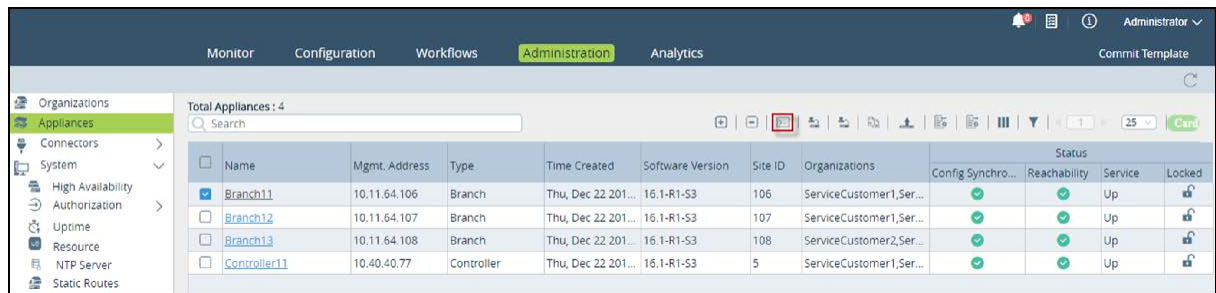 0 Administrator
Monitor Configuration Workflows Administration Analytics Commit Template
Organizations
Appliances
Connectors
System
High Availability
Authorization
Uptime
Resource
NTP Server
Static Routes
Total Appliances : 4
Search 1 25 Card
Status
Name Mgmt. Address Type Time Created Software Version Site ID Organizations Config Synchro... Reachability Service Locked
Branch11 10.11.64.106 Branch Thu, Dec 22 201... 16.1-R1-S3 106 ServiceCustomer1,Ser... Up
Branch12 10.11.64.107 Branch Thu, Dec 22 201... 16.1-R1-S3 107 ServiceCustomer1,Ser... Up
Branch13 10.11.64.108 Branch Thu, Dec 22 201... 16.1-R1-S3 108 ServiceCustomer2,Ser... Up
Controller11 10.40.40.77 Controller Thu, Dec 22 201... 16.1-R1-S3 5 ServiceCustomer1,Ser... Up